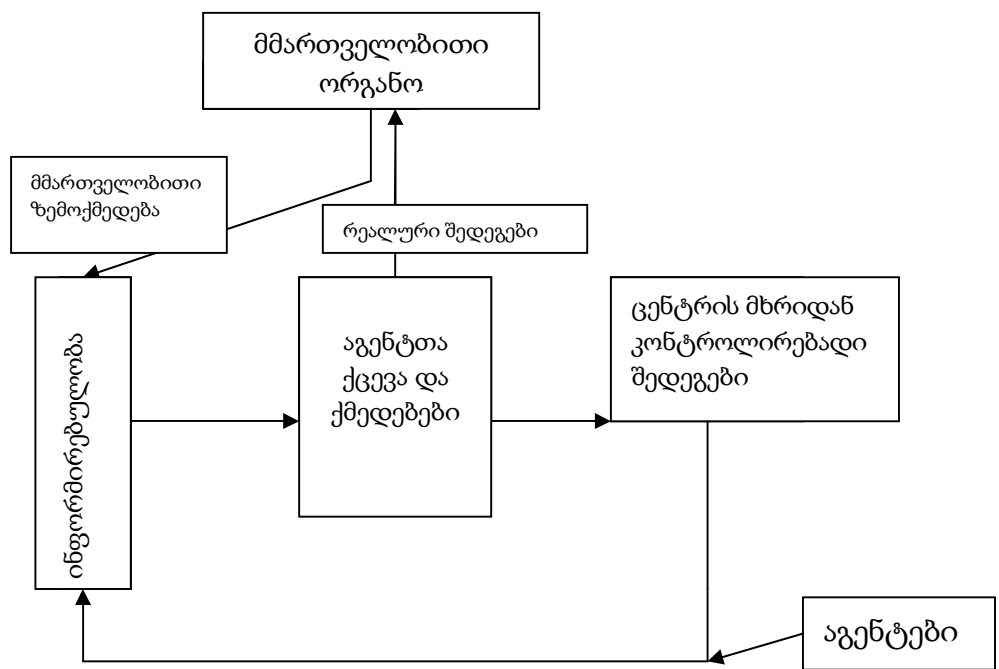 მმართველობითი
ორგანო
მმართველობითი
ზემოქმედება
რეალური შედეგები
ინფორმირებულობა
აგენტთა
ქცევა და
ქმედებები
ცენტრის მხრიდან
კონტროლირებადი
შედეგები
აგენტები